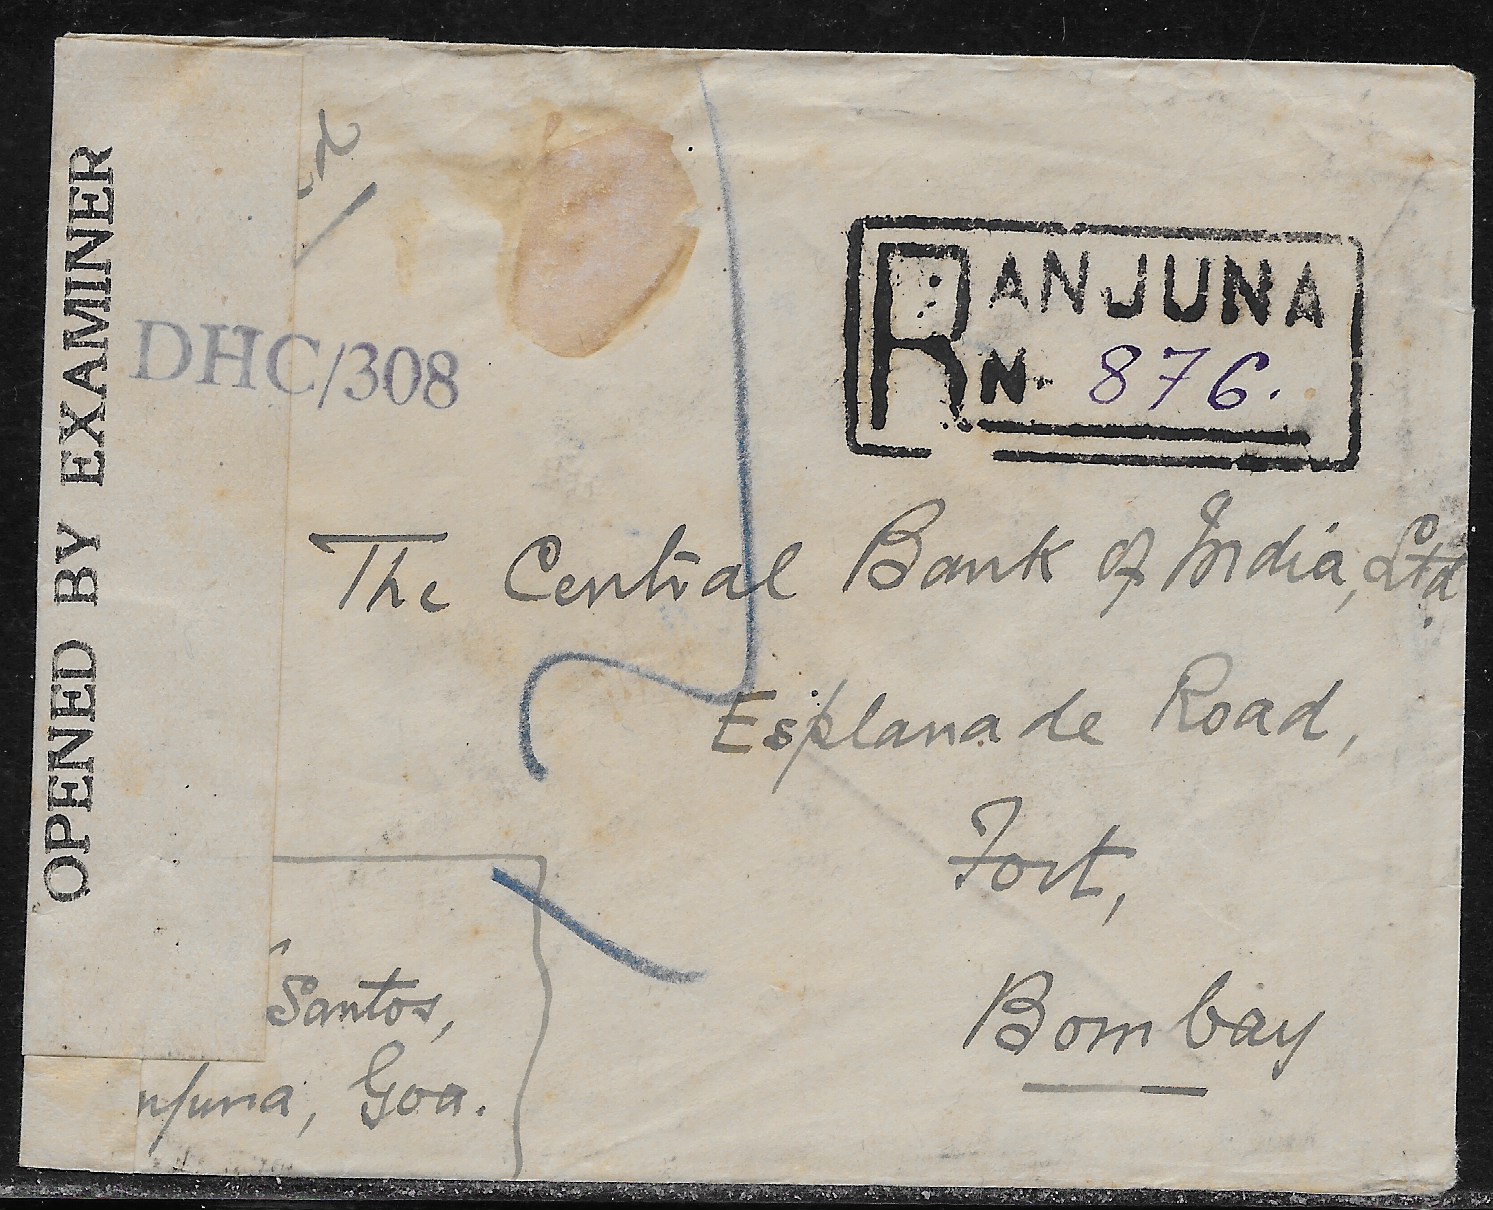 OPENED BY EXAMINER
DHC/308
R ANJUNA
N. 876.
The Central Bank of India, Ltd.
Esplanade Road,
Fort,
Bombay
Santos,
njuna, Goa.